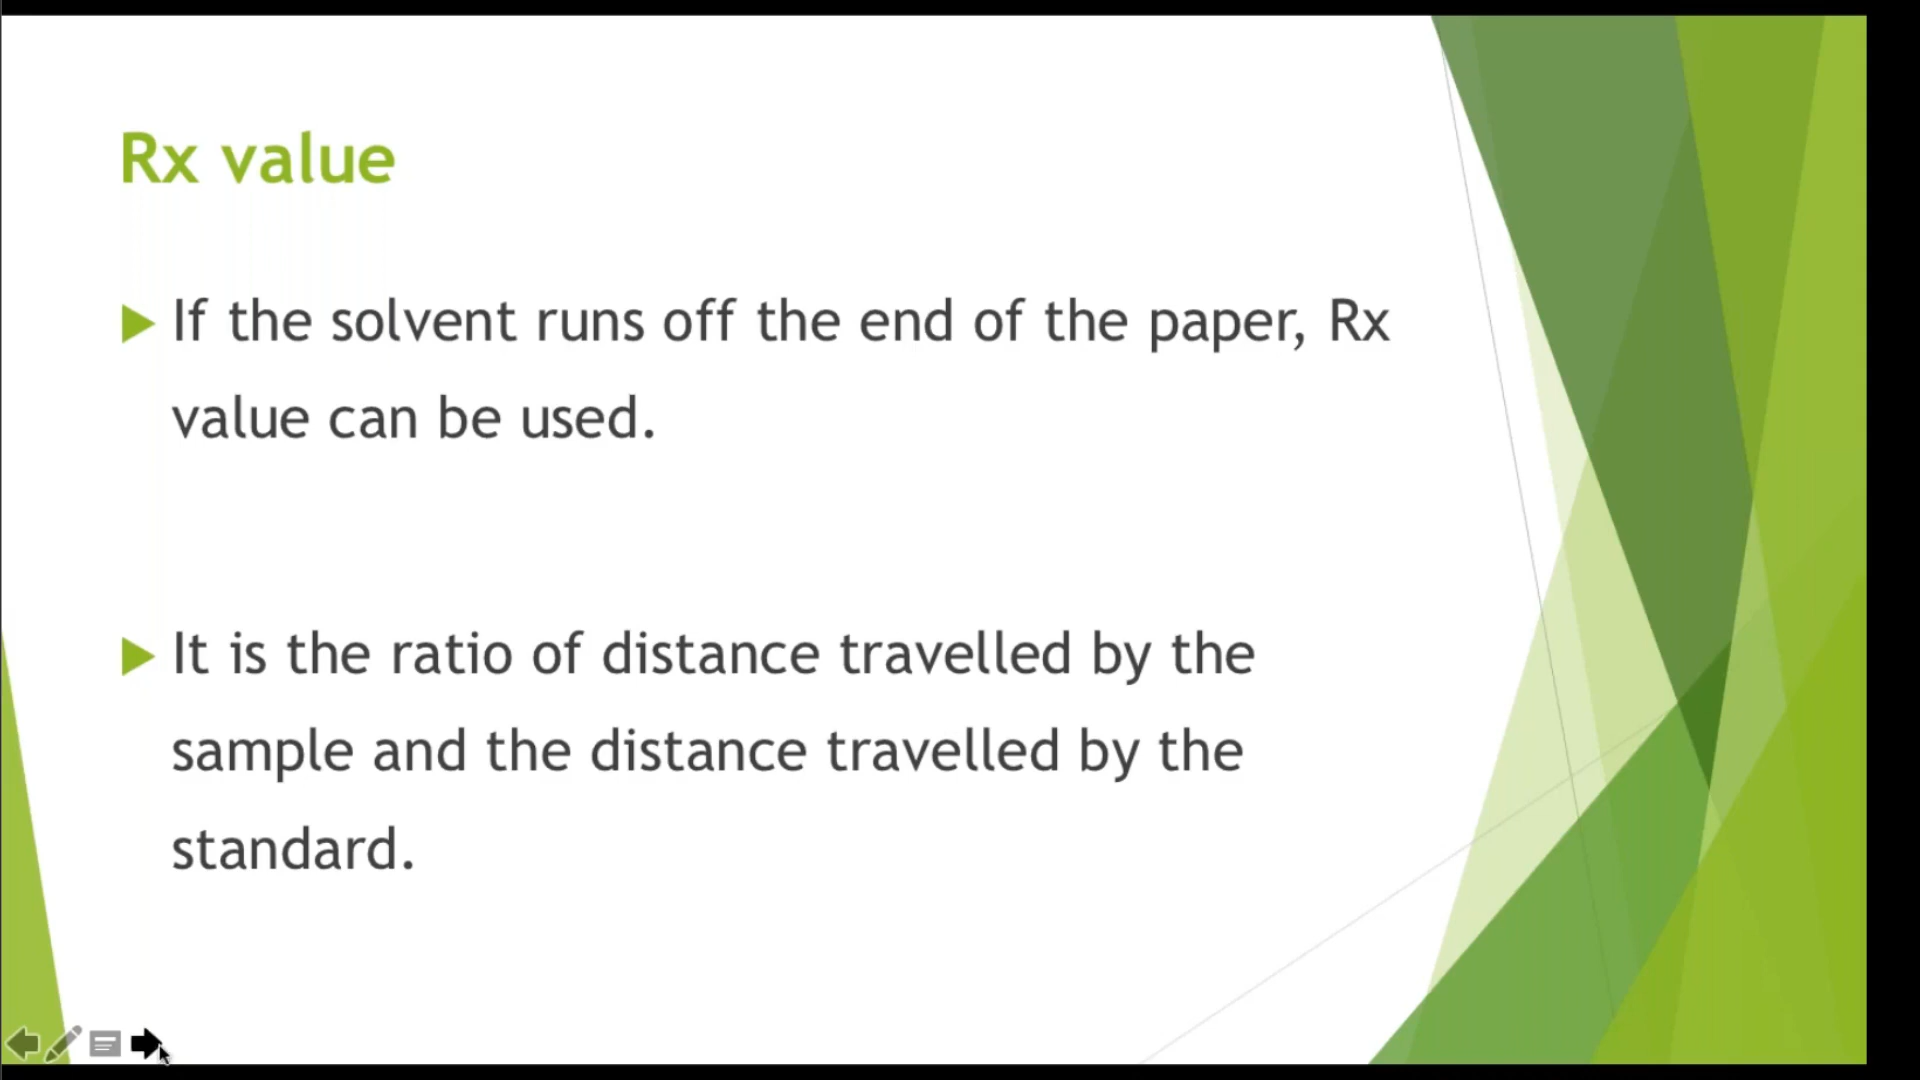 Rx value
If the solvent runs off the end of the paper, Rx
value can be used.
It is the ratio of distance travelled by the
sample and the distance travelled by the
standard.